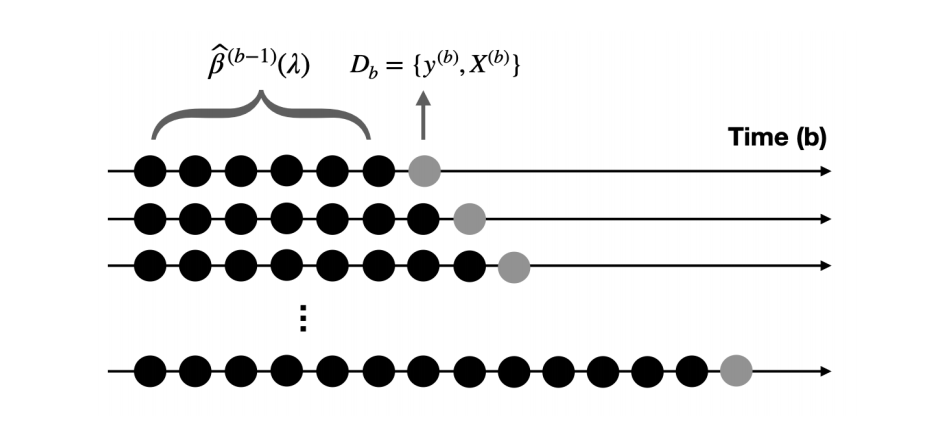 β̂⁽ᵇ⁻¹⁾(λ) D_b = {y⁽ᵇ⁾, X⁽ᵇ⁾}
Time (b)
⋮